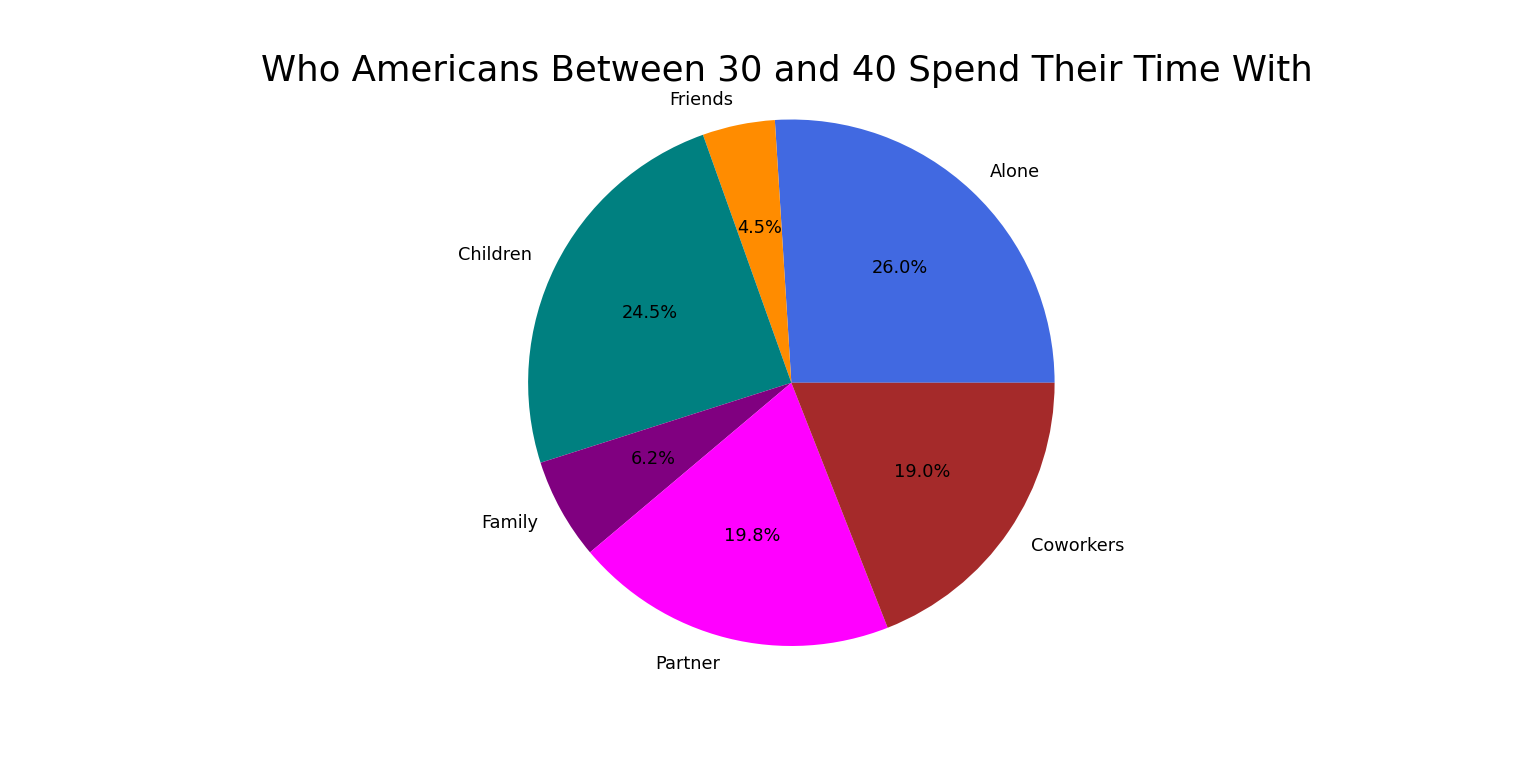 Who Americans Between 30 and 40 Spend Their Time With
Friends
Alone
Children
4.5%
26.0%
24.5%
6.2%
19.0%
Family
19.8%
Coworkers
Partner